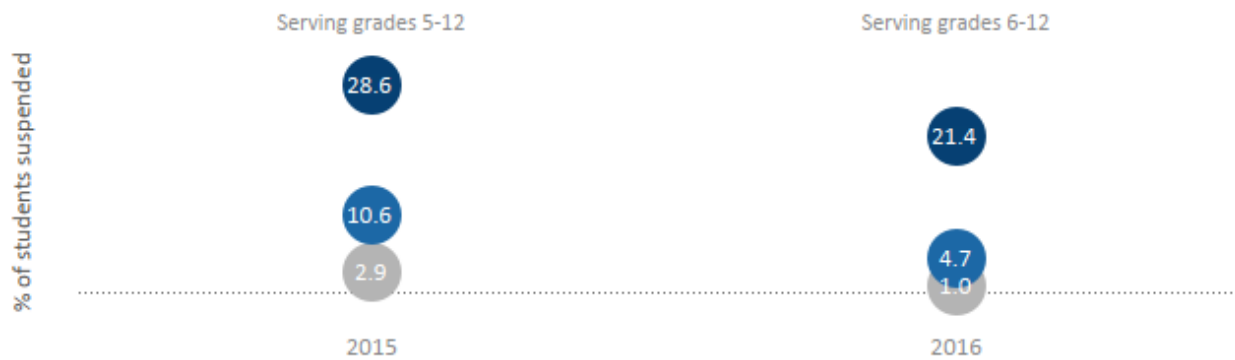 Serving grades 5-12
Serving grades 6-12
% of students suspended
28.6
21.4
10.6
4.7
2.9
1.0
2015
2016